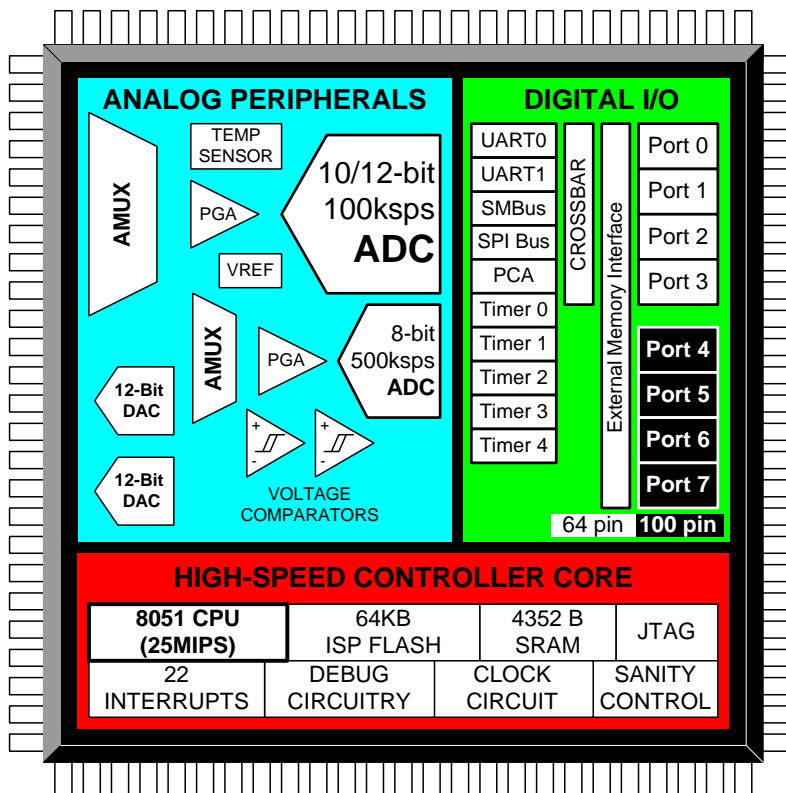 ANALOG PERIPHERALS
AMUX
TEMP
SENSOR
PGA
VREF
10/12-bit
100ksps
ADC
AMUX
PGA
8-bit
500ksps
ADC
12-Bit
DAC
12-Bit
DAC
+
-
+
-
VOLTAGE
COMPARATORS
DIGITAL I/O
UART0
UART1
SMBus
SPI Bus
PCA
Timer 0
Timer 1
Timer 2
Timer 3
Timer 4
CROSSBAR
External Memory Interface
Port 0
Port 1
Port 2
Port 3
Port 4
Port 5
Port 6
Port 7
64 pin 100 pin
HIGH-SPEED CONTROLLER CORE
8051 CPU
(25MIPS)
64KB
ISP FLASH
4352 B
SRAM
JTAG
22
INTERRUPTS
DEBUG
CIRCUITRY
CLOCK
CIRCUIT
SANITY
CONTROL